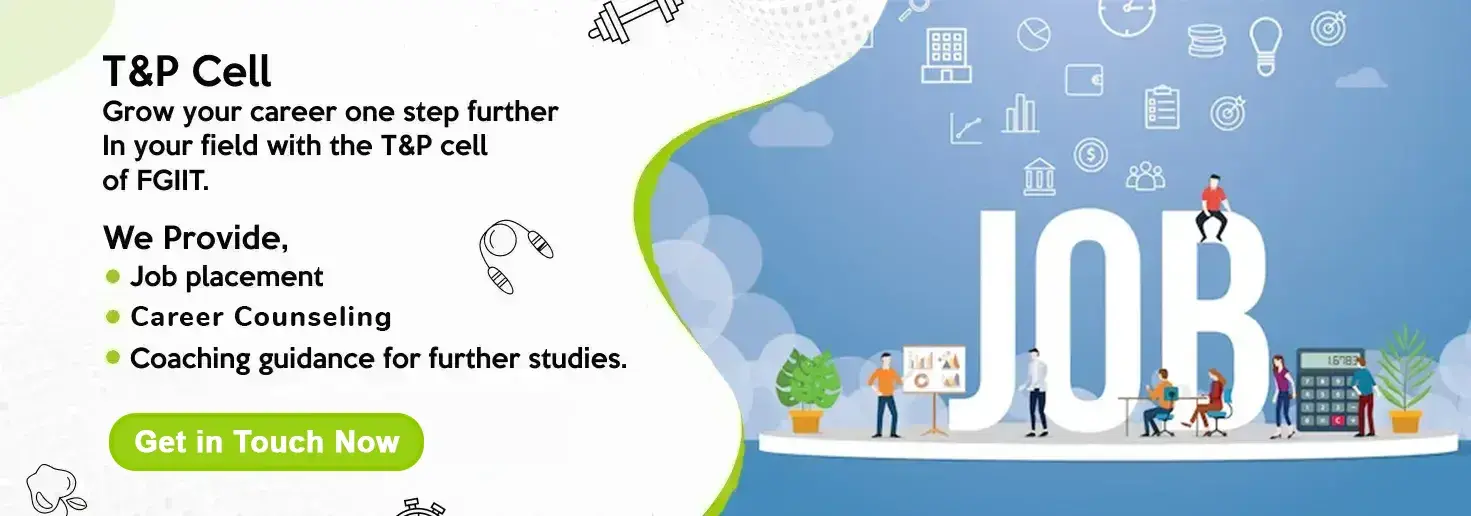 T&P Cell
Grow your career one step further
In your field with the T&P cell
of FGIIT.
We Provide,
Job placement
Career Counseling
Coaching guidance for further studies.
Get in Touch Now
JOB